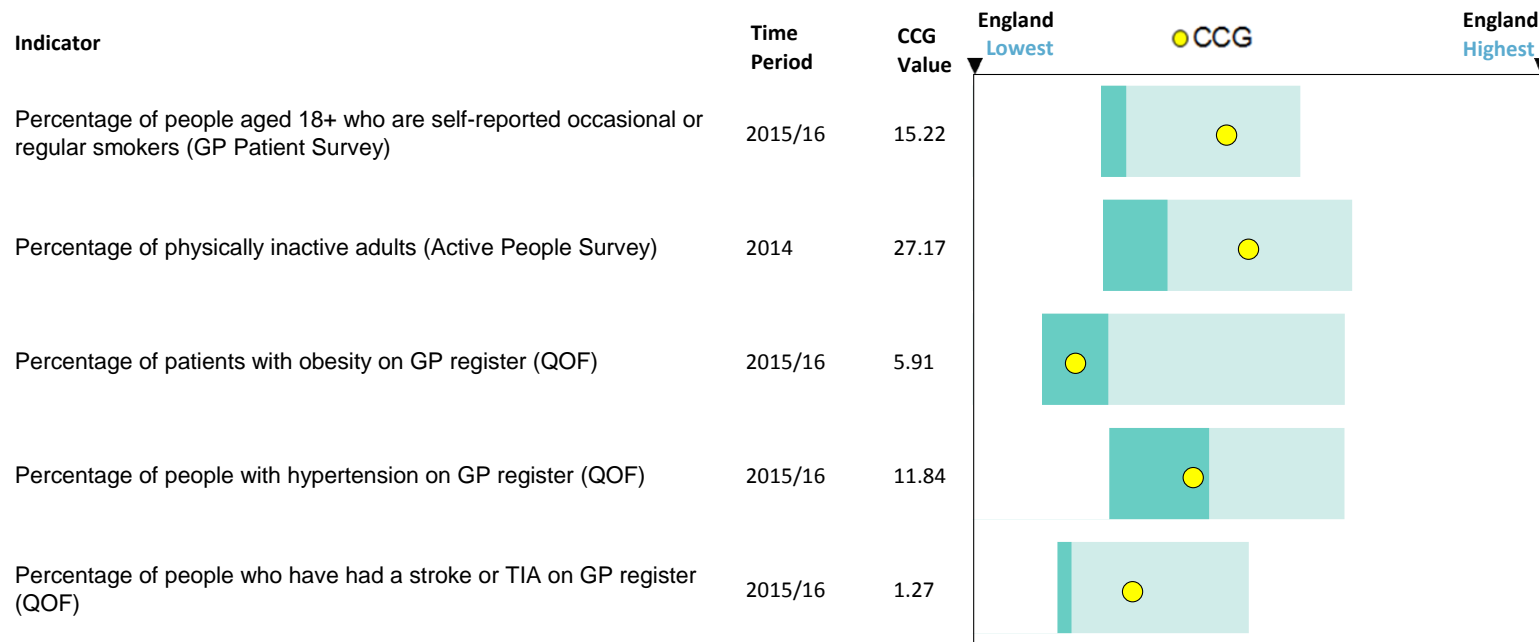 Indicator
Time
Period
CCG
Value
England
Lowest
CCG
England
Highest
Percentage of people aged 18+ who are self-reported occasional or
regular smokers (GP Patient Survey)
2015/16
15.22
Percentage of physically inactive adults (Active People Survey)
2014
27.17
Percentage of patients with obesity on GP register (QOF)
2015/16
5.91
Percentage of people with hypertension on GP register (QOF)
2015/16
11.84
Percentage of people who have had a stroke or TIA on GP register
(QOF)
2015/16
1.27